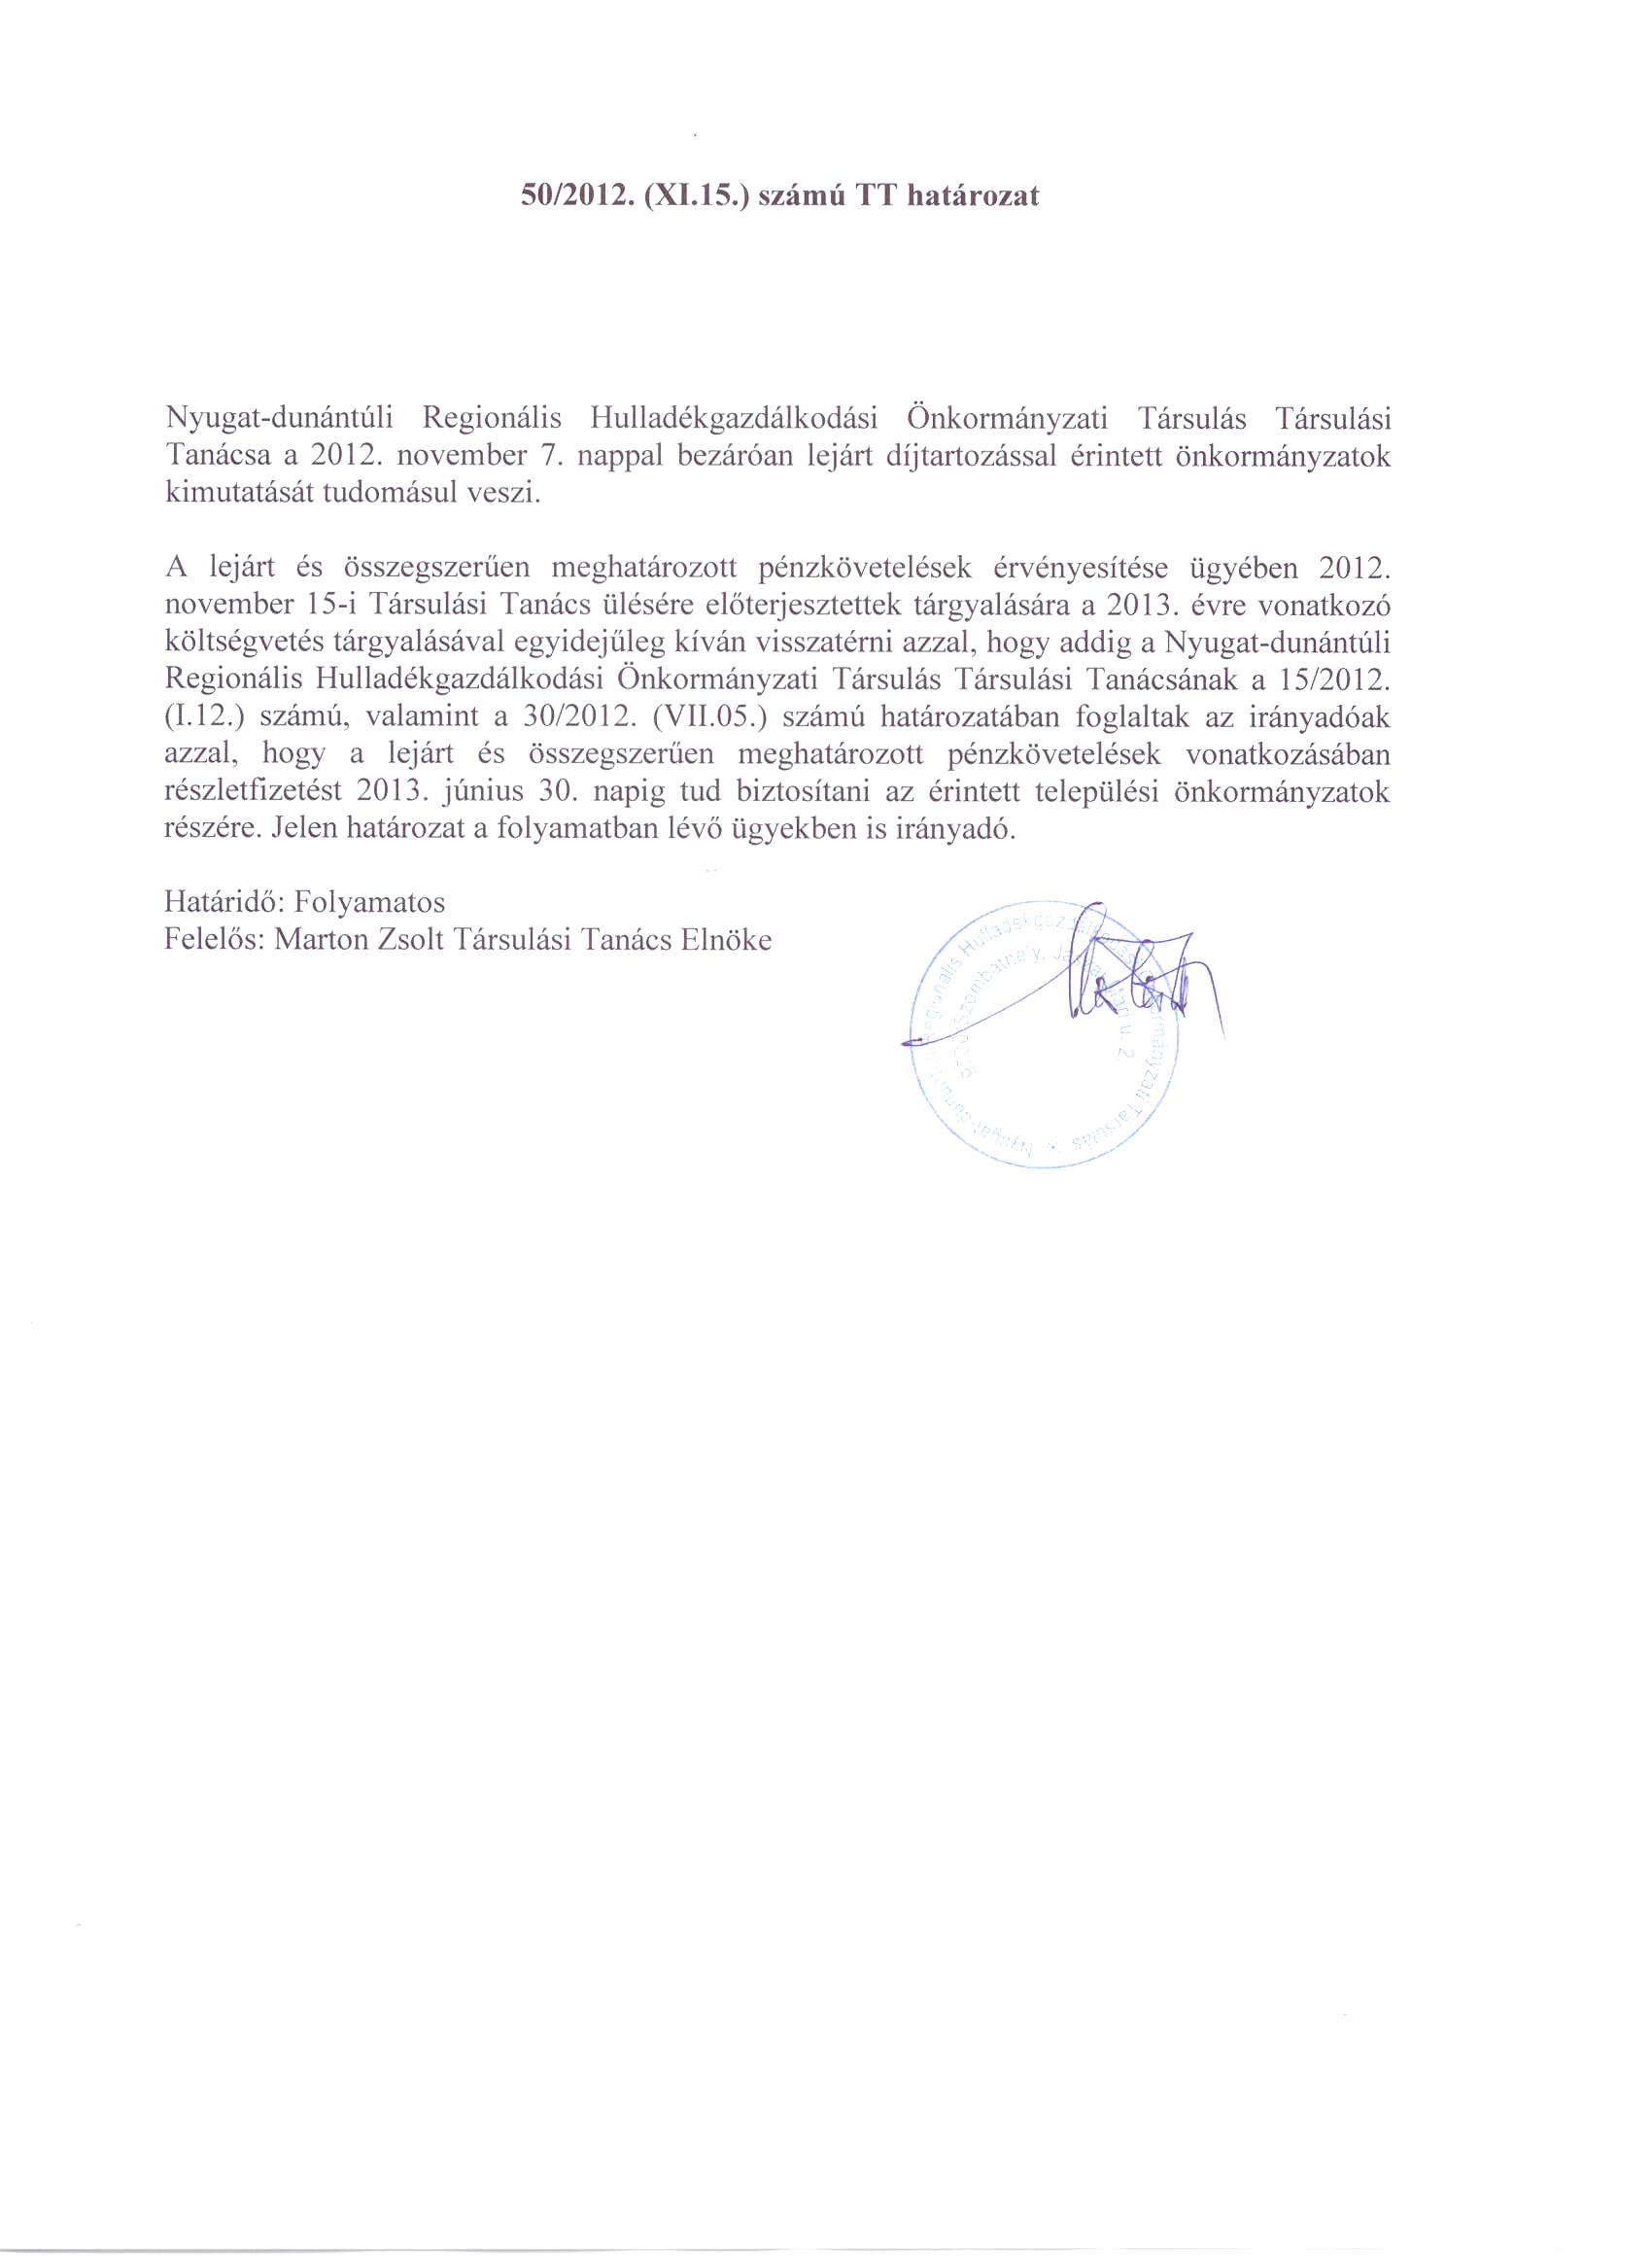 50/2012. (XI.15.) számú TT határozat
Nyugat-dunántúli Regionális Hulladékgazdálkodási Önkormányzati Társulás Társulási
Tanácsa a 2012. november 7. nappal bezáróan lejárt díjtartozással érintett önkormányzatok
kimutatását tudomásul veszi.
A lejárt és összegszerűen meghatározott pénzkövetelések érvényesítése ügyében 2012.
november 15-i Társulási Tanács ülésére előterjesztettek tárgyalására a 2013. évre vonatkozó
költségvetés tárgyalásával egyidejűleg kíván visszatérni azzal, hogy addig a Nyugat-dunántúli
Regionális Hulladékgazdálkodási Önkormányzati Társulás Társulási Tanácsának a 15/2012.
(I.12.) számú, valamint a 30/2012. (VII.05.) számú határozatában foglaltak az irányadóak
azzal, hogy a lejárt és összegszerűen meghatározott pénzkövetelések vonatkozásában
részletfizetést 2013. június 30. napig tud biztosítani az érintett települési önkormányzatok
részére. Jelen határozat a folyamatban lévő ügyekben is irányadó.
Határidő: Folyamatos
Felelős: Marton Zsolt Társulási Tanács Elnöke
Nyugat-dunántúli Regionális Hulladékgazdálkodási Önkormányzati Társulás
Szombathely, u. 2.